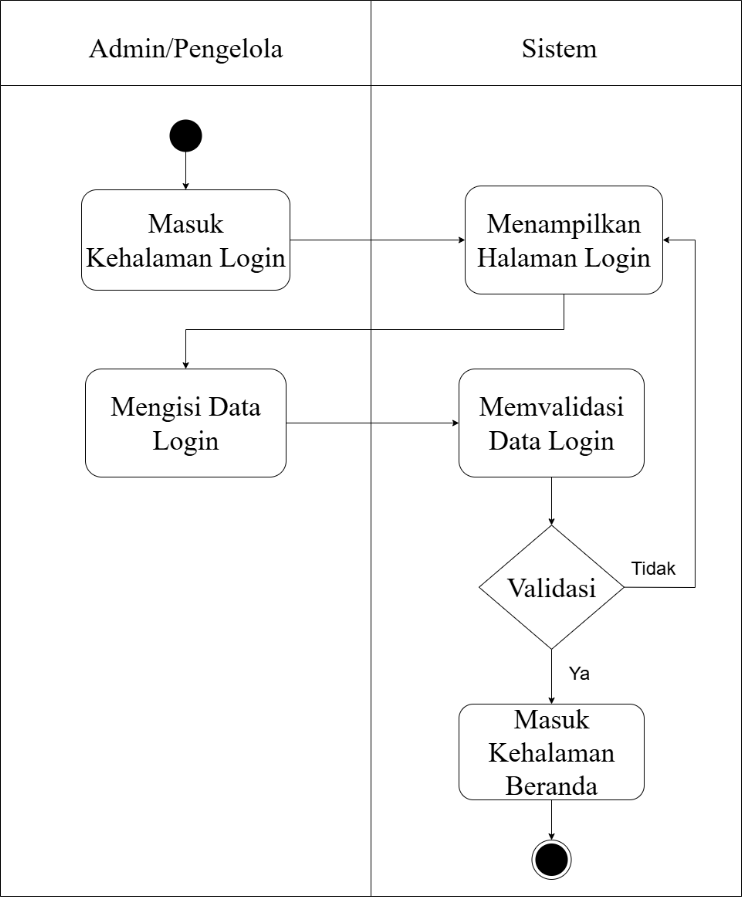 Admin/Pengelola
Sistem
Masuk
Kehalaman Login
Menampilkan
Halaman Login
Mengisi Data
Login
Memvalidasi
Data Login
Validasi
Tidak
Ya
Masuk
Kehalaman
Beranda